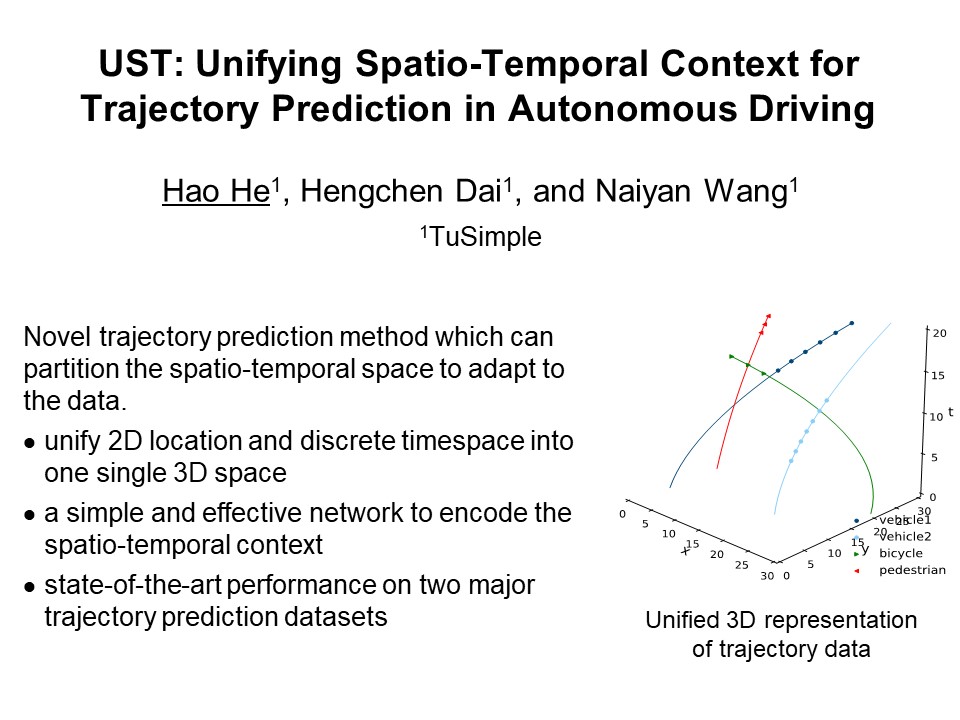 UST: Unifying Spatio-Temporal Context for
Trajectory Prediction in Autonomous Driving
Hao He¹, Hengchen Dai¹, and Naiyan Wang¹
¹TuSimple
Novel trajectory prediction method which can
partition the spatio-temporal space to adapt to
the data.
• unify 2D location and discrete timespace into
one single 3D space
• a simple and effective network to encode the
spatio-temporal context
• state-of-the-art performance on two major
trajectory prediction datasets
20
15
10
t
5
0
0
5
10
15
x
20
25
30
0
5
10
15
y
20
25
30
vehicle1
vehicle2
bicycle
pedestrian
Unified 3D representation
of trajectory data